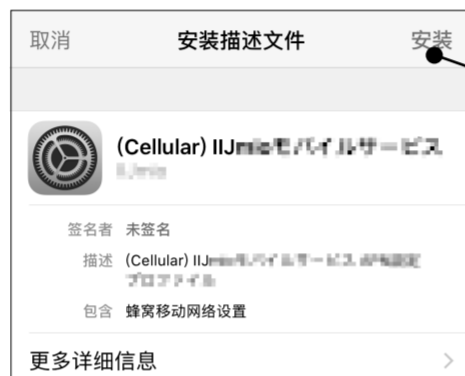 取消 安装描述文件 安装
(Cellular) IIJmioモバイルサービス
IIJmio
签名者 未签名
描述 (Cellular) IIJmioモバイルサービス
プロファイル
包含 蜂窝移动网络设置
更多详细信息